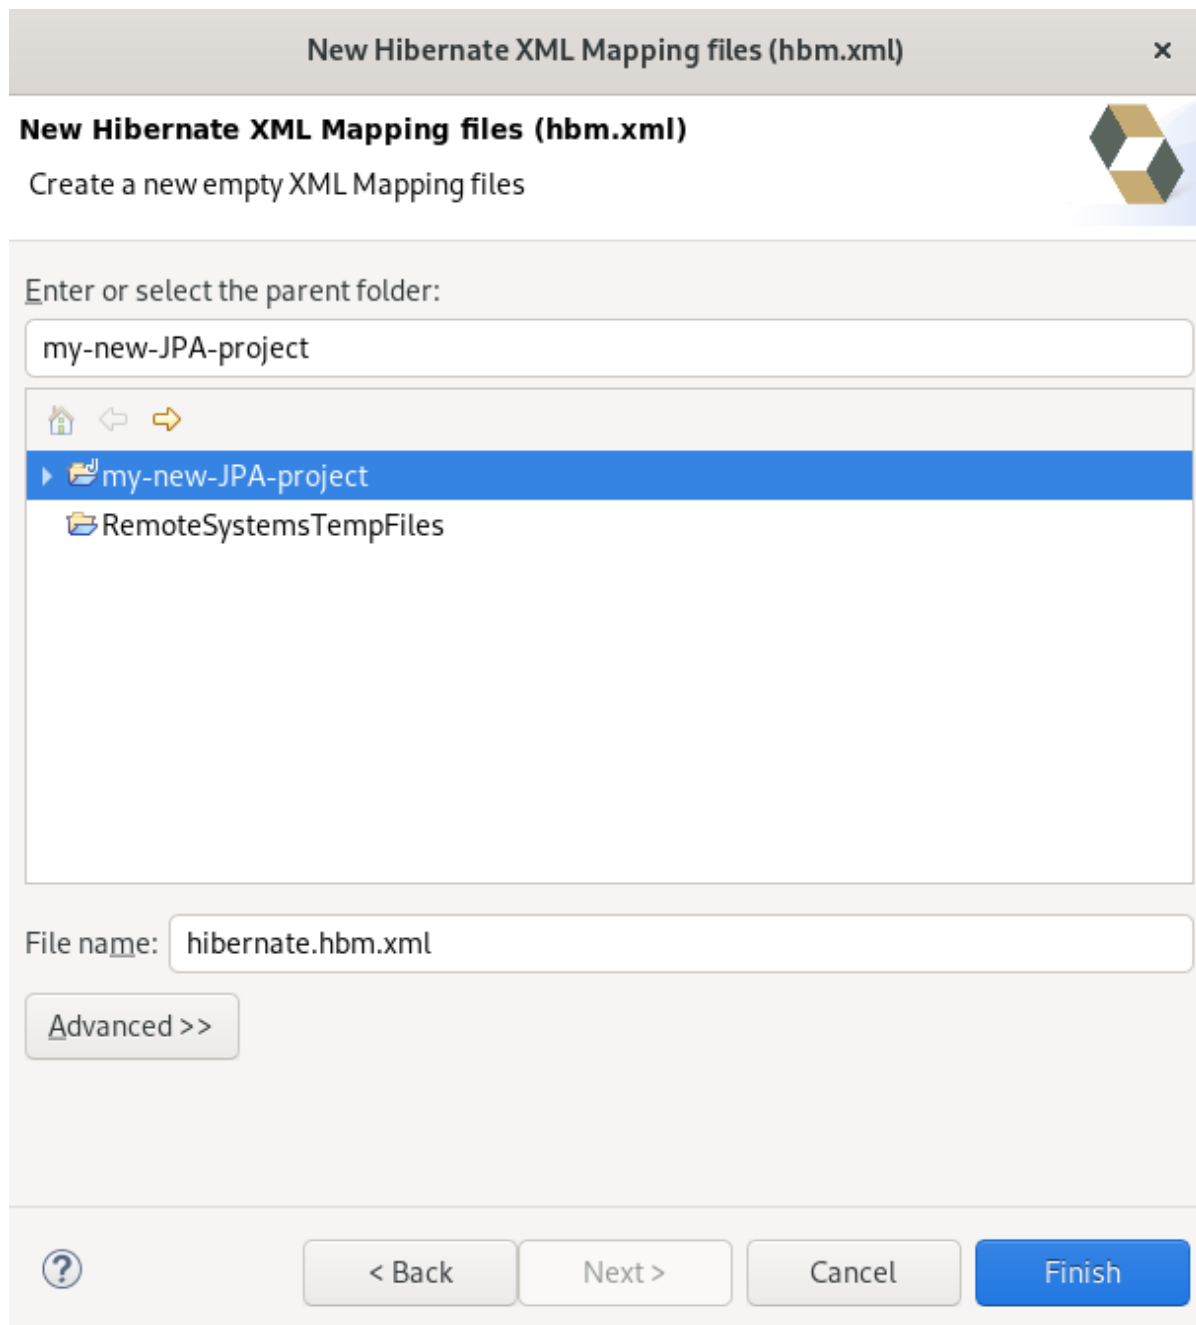 New Hibernate XML Mapping files (hbm.xml) ×
New Hibernate XML Mapping files (hbm.xml)
Create a new empty XML Mapping files
Enter or select the parent folder:
my-new-JPA-project
my-new-JPA-project
RemoteSystemsTempFiles
File name: hibernate.hbm.xml
Advanced >>
? < Back Next > Cancel Finish